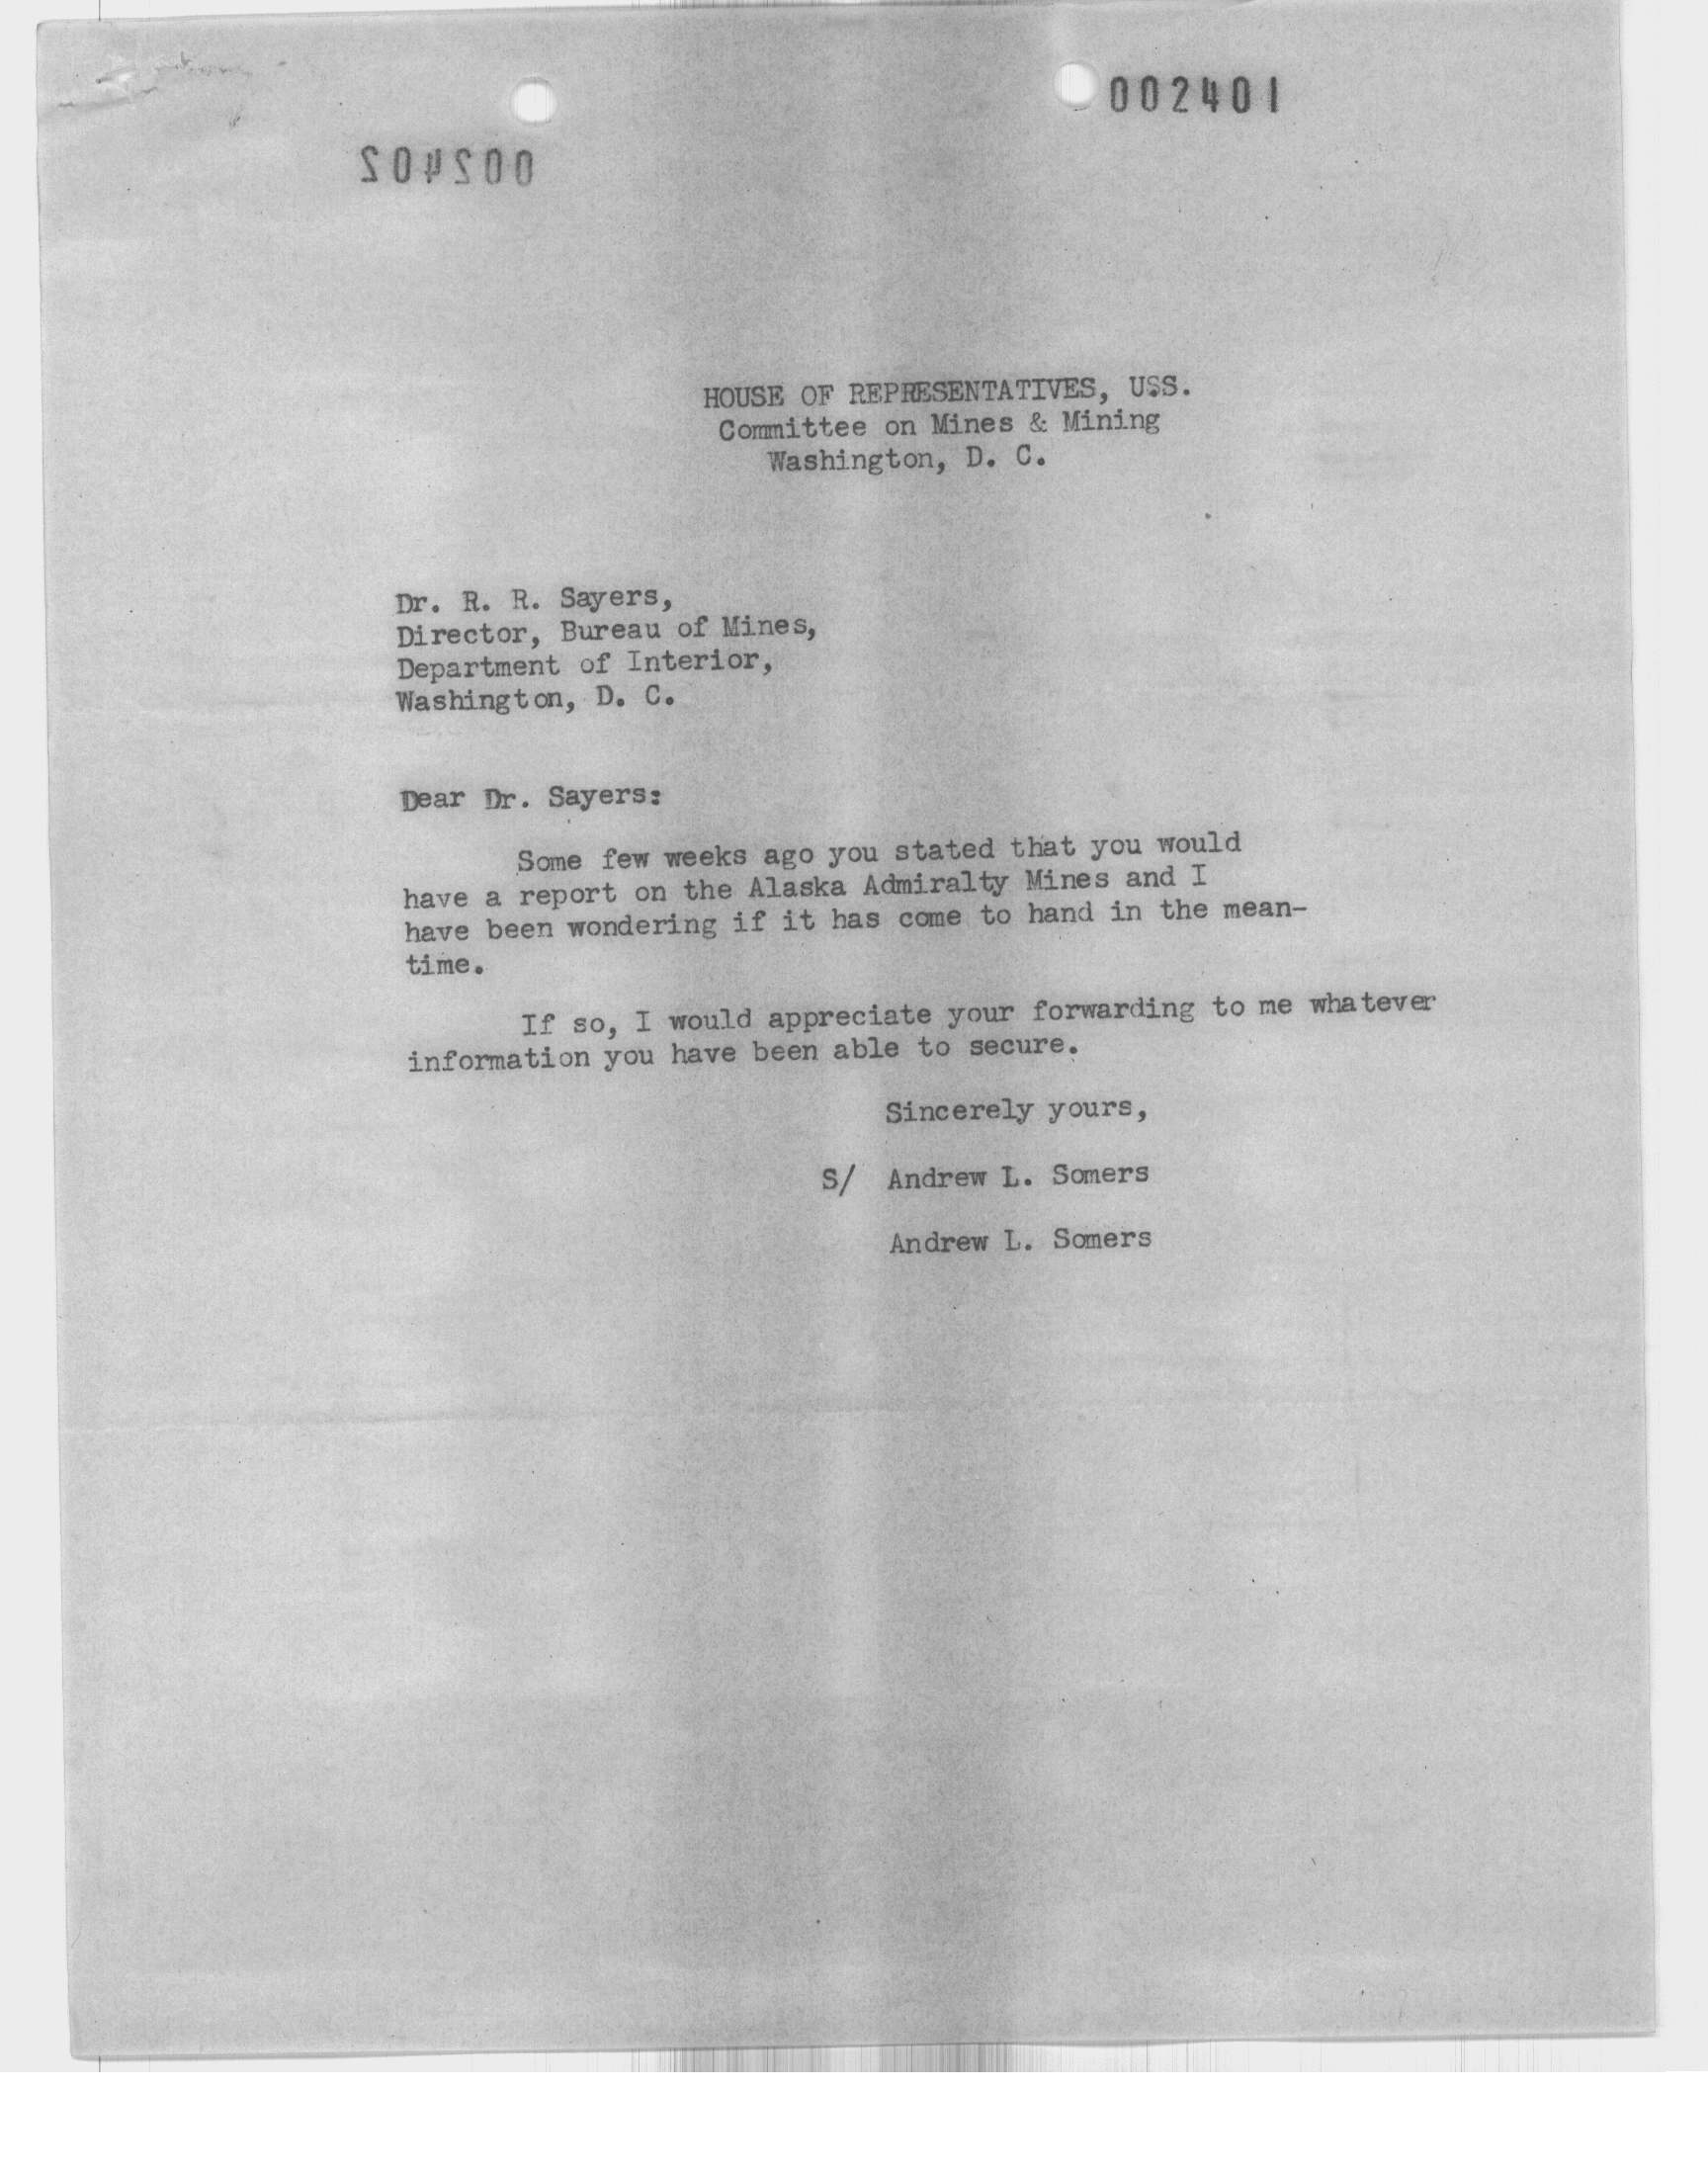 002401
002402
HOUSE OF REPRESENTATIVES, USS.
Committee on Mines & Mining
Washington, D. C.
Dr. R. R. Sayers,
Director, Bureau of Mines,
Department of Interior,
Washington, D. C.
Dear Dr. Sayers:
Some few weeks ago you stated that you would
have a report on the Alaska Admiralty Mines and I
have been wondering if it has come to hand in the mean-
time.
If so, I would appreciate your forwarding to me whatever
information you have been able to secure.
Sincerely yours,
S/ Andrew L. Somers
Andrew L. Somers